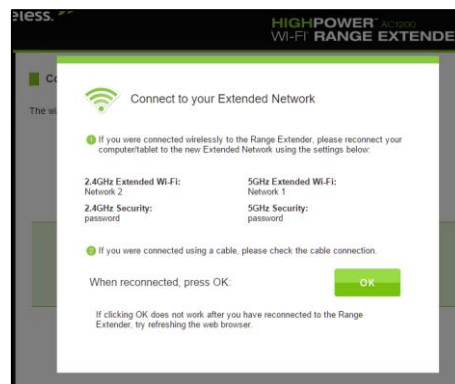 eless.
HIGHPOWER™ AC1200
WI-FI® RANGE EXTENDE
Co
The wi
Connect to your Extended Network
1 If you were connected wirelessly to the Range Extender, please reconnect your
computer/tablet to the new Extended Network using the settings below:
2.4GHz Extended Wi-Fi: 5GHz Extended Wi-Fi:
Network 2 Network 1
2.4GHz Security: 5GHz Security:
password password
2 If you were connected using a cable, please check the cable connection.
When reconnected, press OK: OK
If clicking OK does not work after you have reconnected to the Range
Extender, try refreshing the web browser.